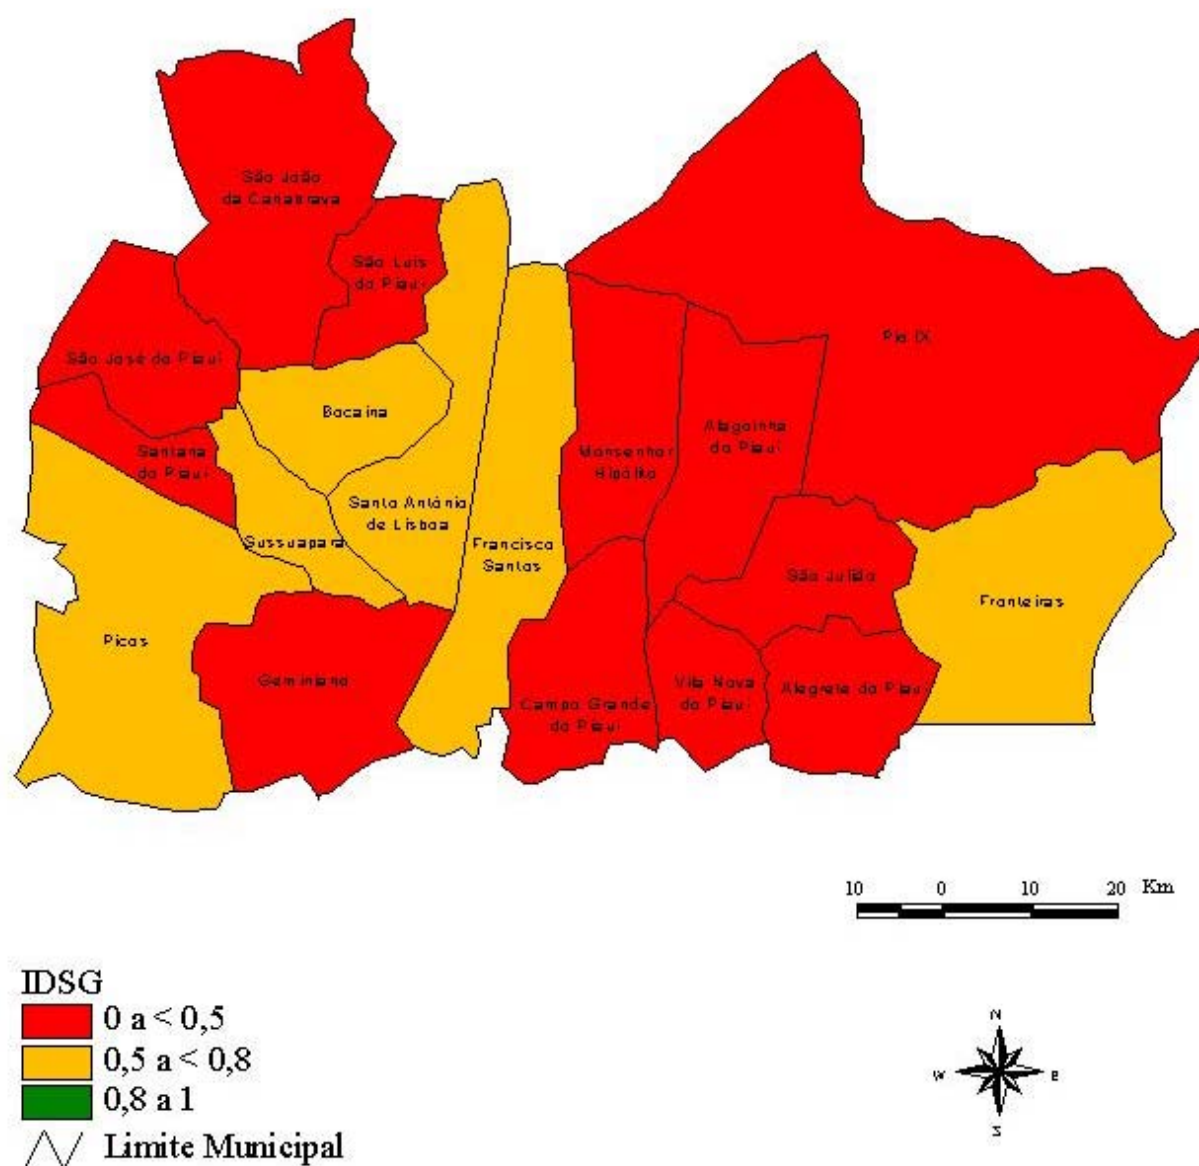 São João
da Canabrava
São Luis
do Piauí
Pio IX
São José do Piauí
Bocaina
Alagoinha
do Piauí
Santana
do Piauí
Monsenhor
Hipólito
Santo Antônio
de Lisboa
Sussuapara
Francisco
Santos
São Julião
Fronteiras
Picos
Geminiano
Vila Nova
do Piauí
Alegrete do Piauí
Campo Grande
do Piauí
10 0 10 20 Km
IDSG
0 a < 0,5
0,5 a < 0,8
0,8 a 1
Limite Municipal
N
W E
S